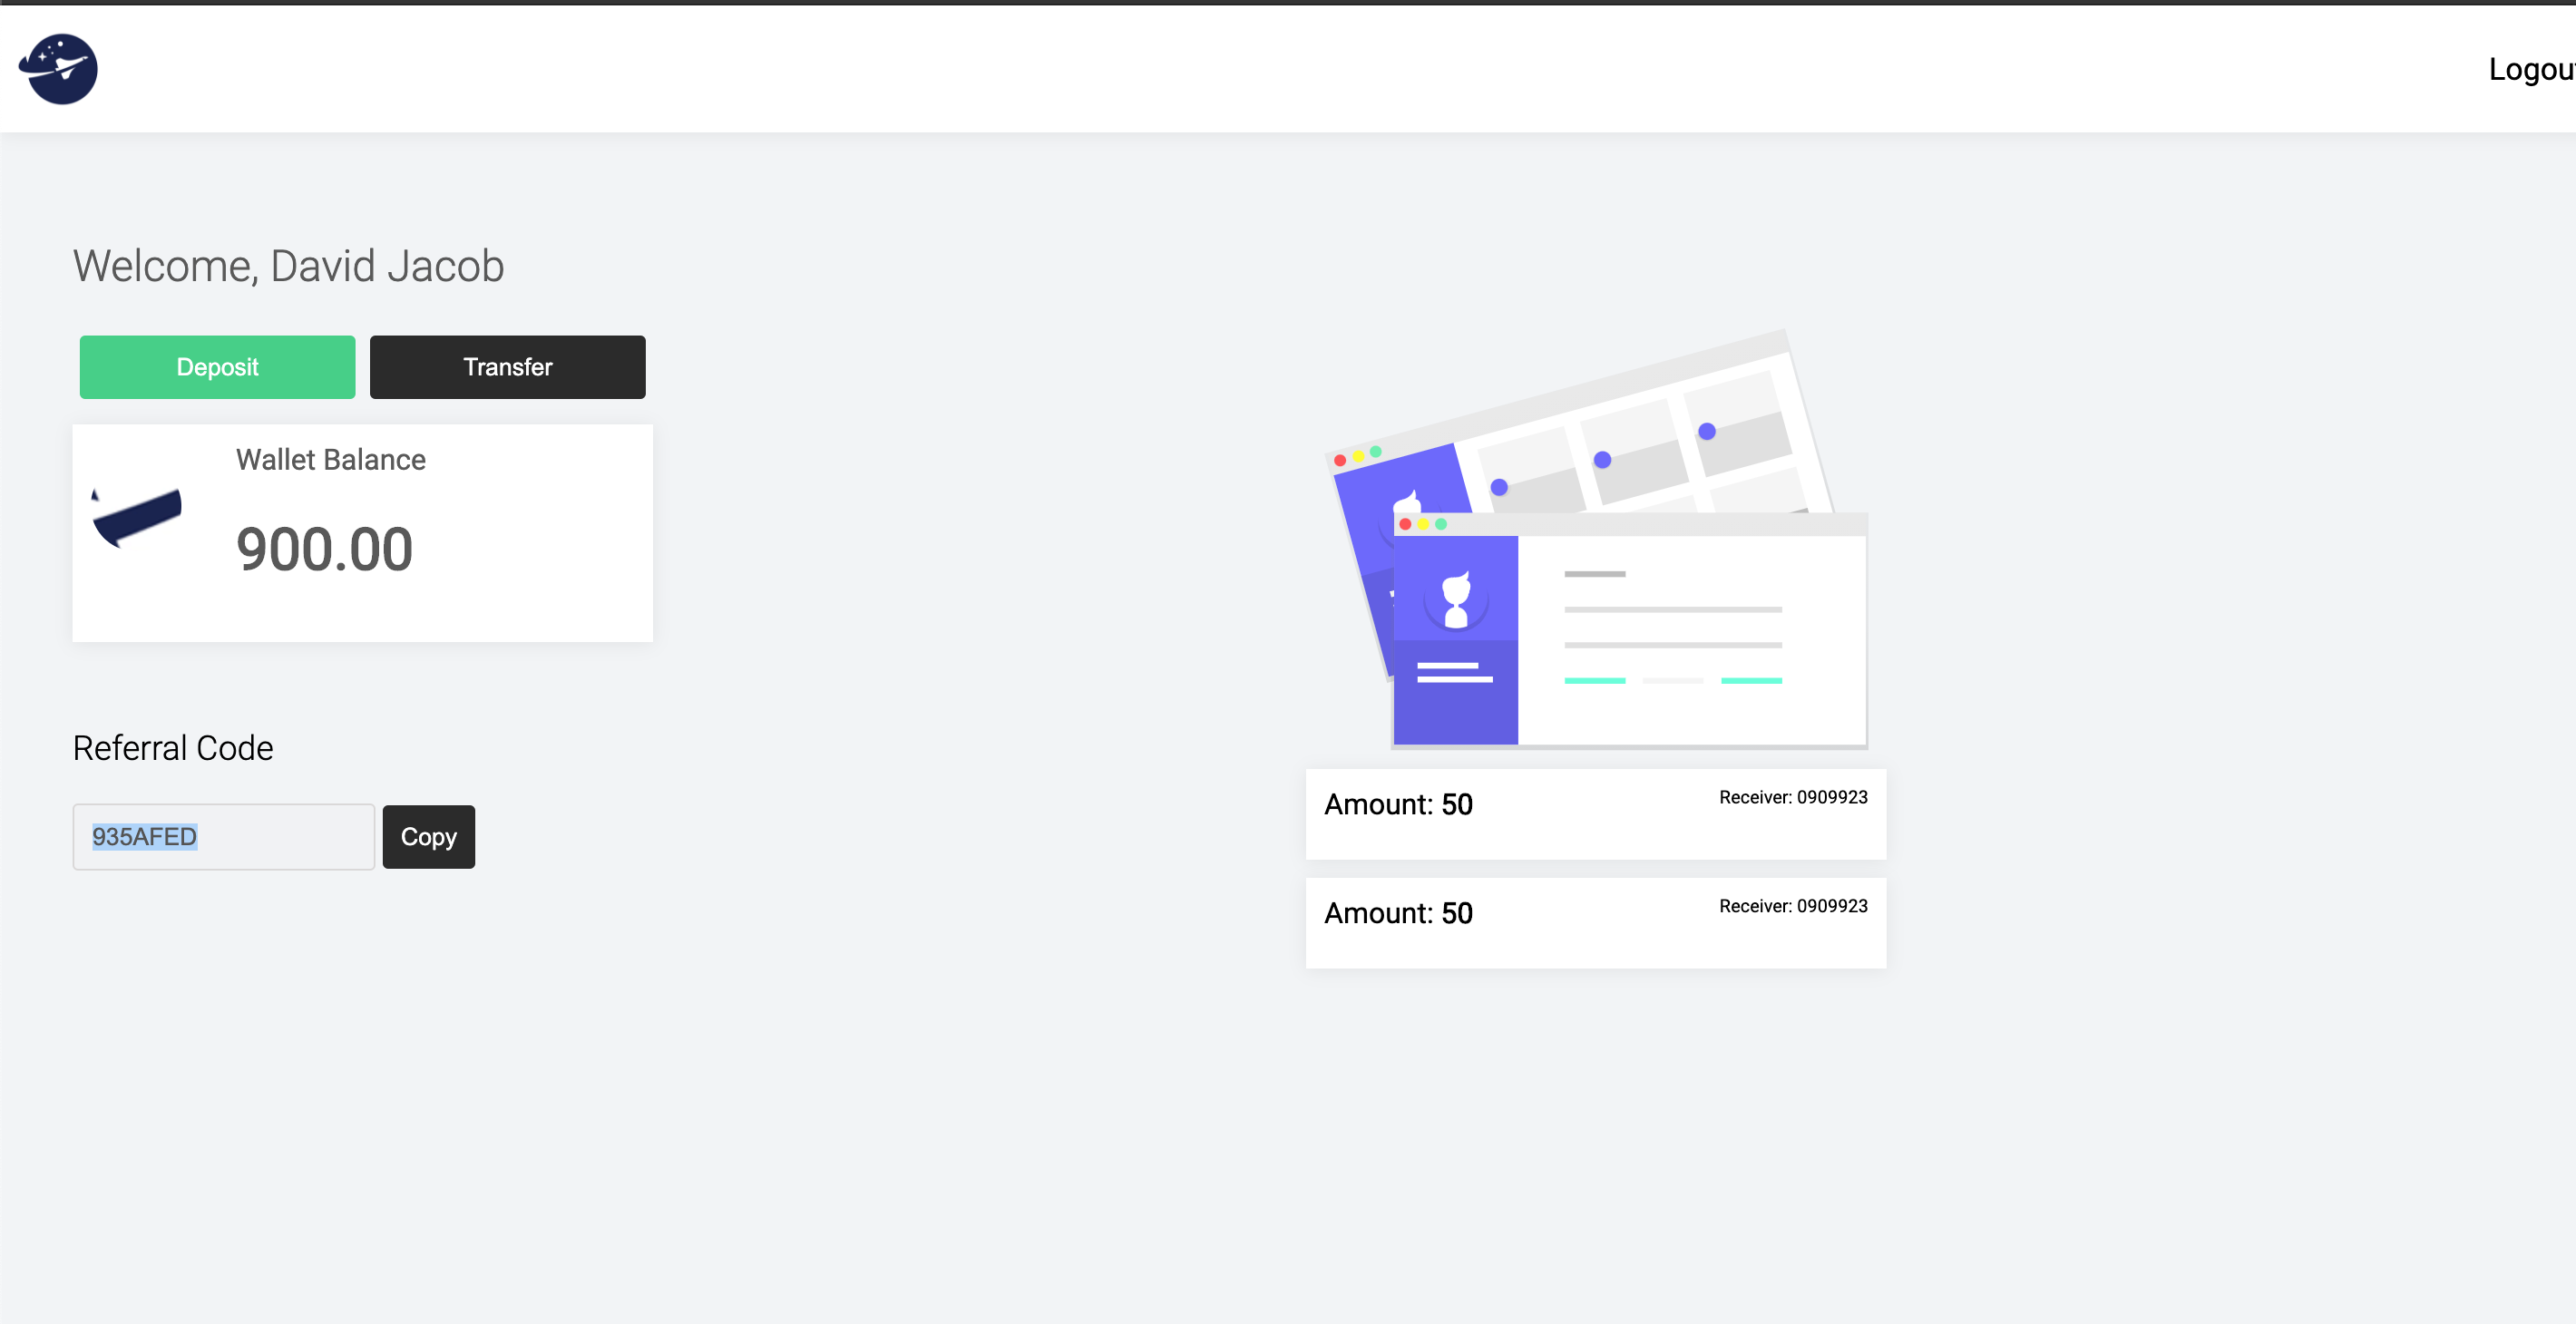 Logou
Welcome, David Jacob
Deposit
Transfer
Wallet Balance
900.00
Referral Code
935AFED
Copy
Amount: 50
Receiver: 0909923
Amount: 50
Receiver: 0909923